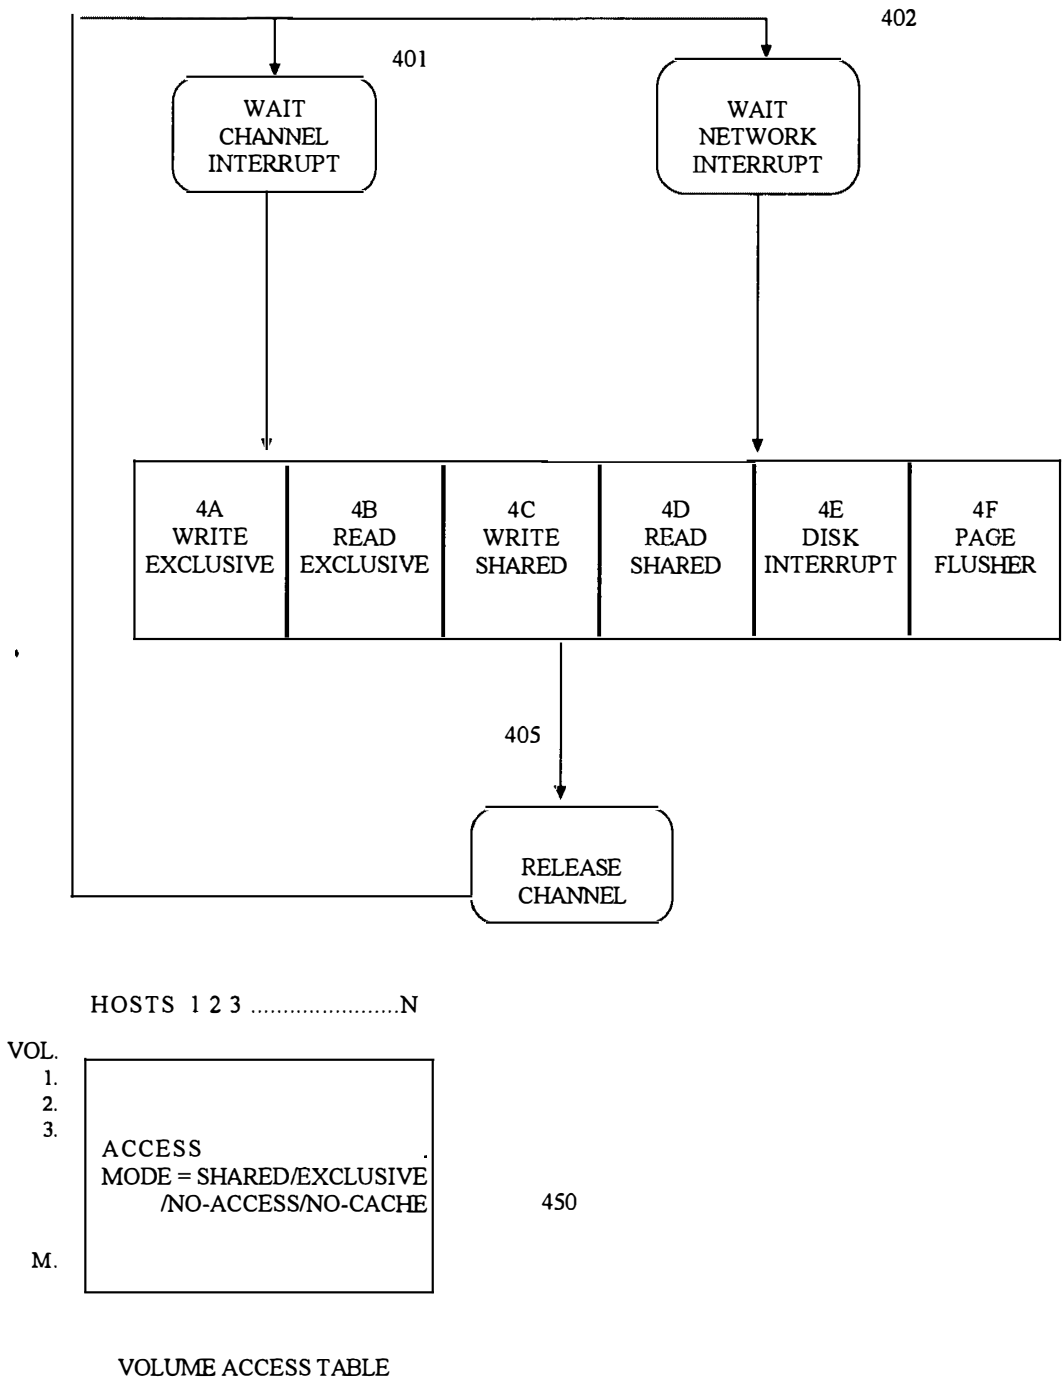 402
401
WAIT
CHANNEL
INTERRUPT
WAIT
NETWORK
INTERRUPT
4A
WRITE
EXCLUSIVE
4B
READ
EXCLUSIVE
4C
WRITE
SHARED
4D
READ
SHARED
4E
DISK
INTERRUPT
4F
PAGE
FLUSHER
405
RELEASE
CHANNEL
HOSTS 1 2 3 .......................N
VOL.
1.
2.
3.
ACCESS .
MODE = SHARED/EXCLUSIVE
/NO-ACCESS/NO-CACHE
450
M.
VOLUME ACCESS TABLE